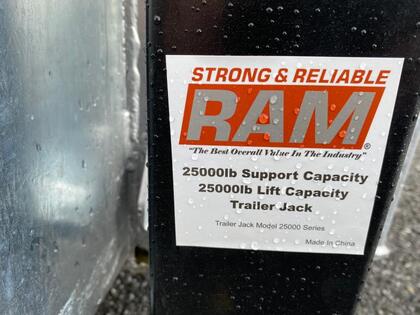 STRONG & RELIABLE
RAM®
"The Best Overall Value In The Industry"
25000lb Support Capacity
25000lb Lift Capacity
Trailer Jack
Trailer Jack Model 25000 Series
Made In China